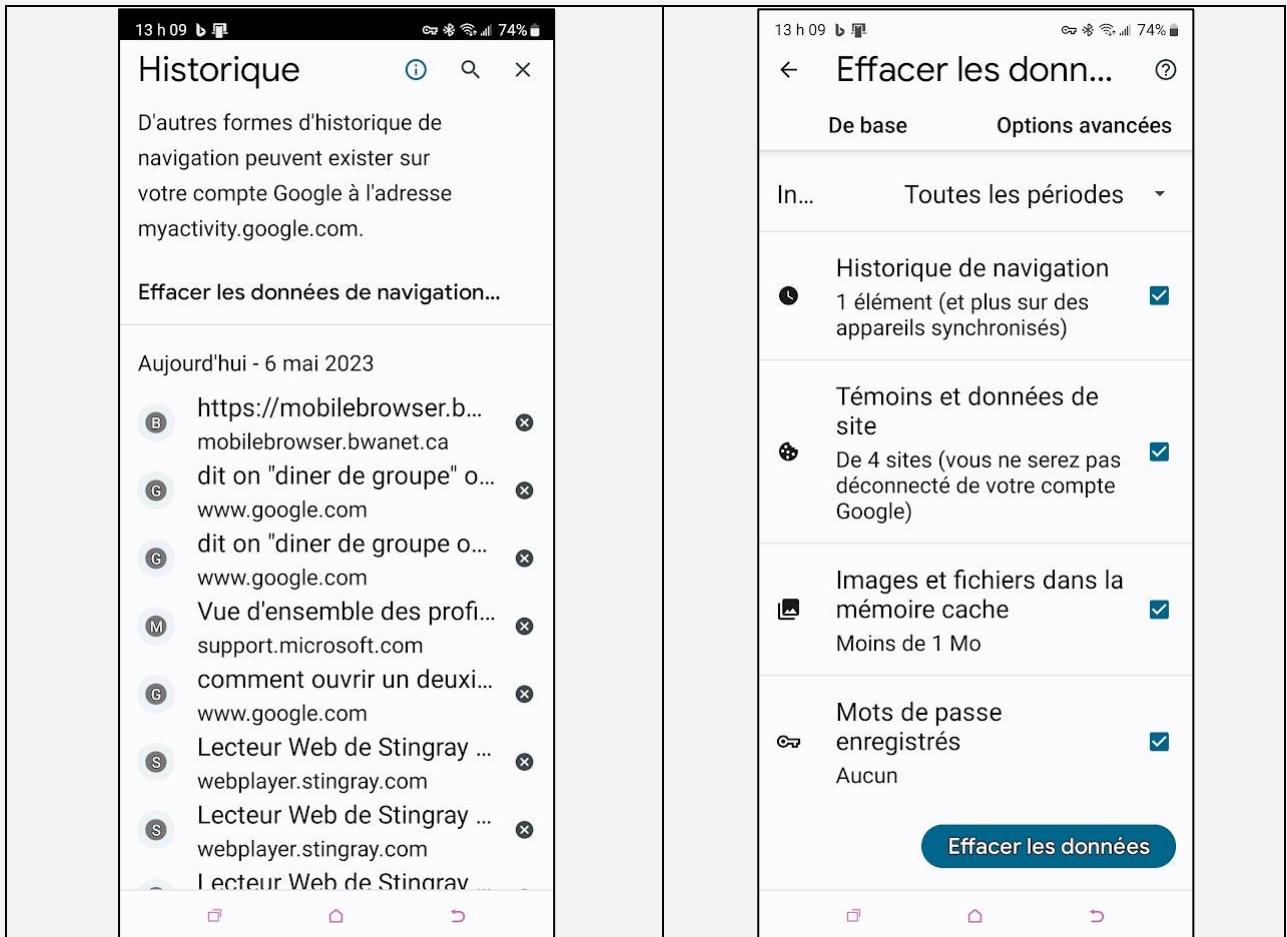 13 h 09
74%
Historique
D'autres formes d'historique de
navigation peuvent exister sur
votre compte Google à l'adresse
myactivity.google.com.
Effacer les données de navigation...
Aujourd'hui - 6 mai 2023
B
https://mobilebrowser.b...
mobilebrowser.bwanet.ca
G
dit on "diner de groupe" o...
www.google.com
G
dit on "diner de groupe o...
www.google.com
M
Vue d'ensemble des profi...
support.microsoft.com
G
comment ouvrir un deuxi...
www.google.com
S
Lecteur Web de Stingray ...
webplayer.stingray.com
S
Lecteur Web de Stingray ...
webplayer.stingray.com
Lecteur Web de Stingray
13 h 09
74%
Effacer les donn...
De base Options avancées
In... Toutes les périodes
Historique de navigation
1 élément (et plus sur des
appareils synchronisés)
Témoins et données de
site
De 4 sites (vous ne serez pas
déconnecté de votre compte
Google)
Images et fichiers dans la
mémoire cache
Moins de 1 Mo
Mots de passe
enregistrés
Aucun
Effacer les données